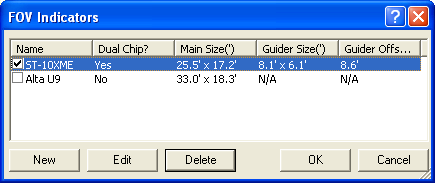 FOV Indicators
Name Dual Chip? Main Size(') Guider Size(') Guider Offs...
ST-10XME Yes 25.5' x 17.2' 8.1' x 6.1' 8.6'
Alta U9 No 33.0' x 18.3' N/A N/A
New Edit Delete OK Cancel